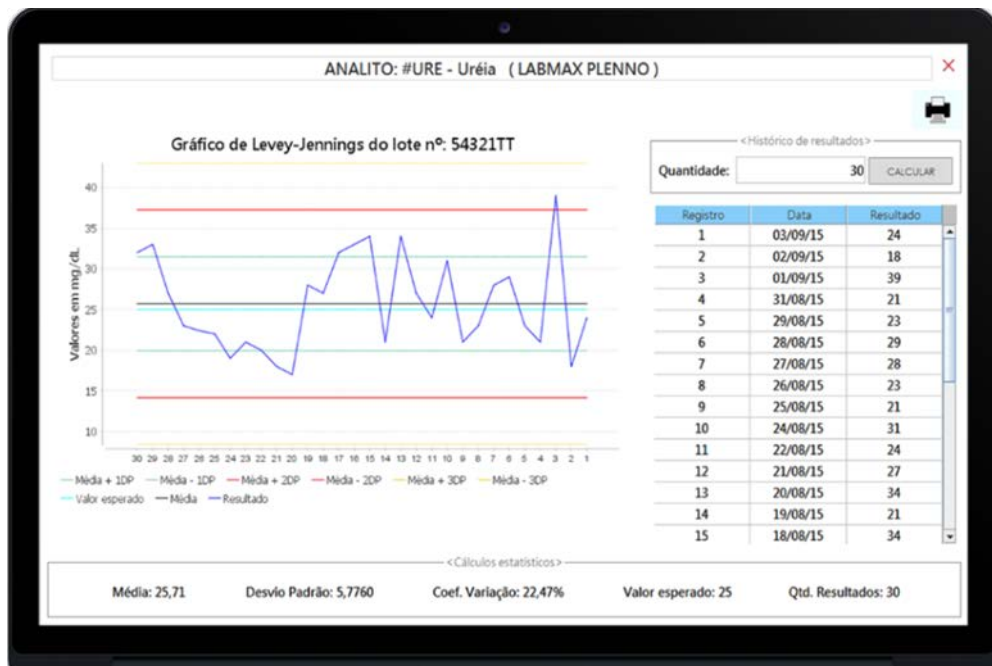 ANALITO: #URE - Uréia ( LABMAX PLENNO )
Gráfico de Levey-Jennings do lote nº: 54321TT
Valores em mg/dL
40
35
30
25
20
15
10
30 29 28 27 26 25 24 23 22 21 20 19 18 17 16 15 14 13 12 11 10 9 8 7 6 5 4 3 2 1
Média + 1DP Média - 1DP Média + 2DP Média - 2DP Média + 3DP Média - 3DP
Valor esperado Média Resultado
<Histórico de resultados>
Quantidade: 30 CALCULAR
Registro Data Resultado
1 03/09/15 24
2 02/09/15 18
3 01/09/15 39
4 31/08/15 21
5 29/08/15 23
6 28/08/15 29
7 27/08/15 28
8 26/08/15 23
9 25/08/15 21
10 24/08/15 31
11 22/08/15 24
12 21/08/15 27
13 20/08/15 34
14 19/08/15 21
15 18/08/15 34
<Cálculos estatísticos>
Média: 25,71 Desvio Padrão: 5,7760 Coef. Variação: 22,47% Valor esperado: 25 Qtd. Resultados: 30